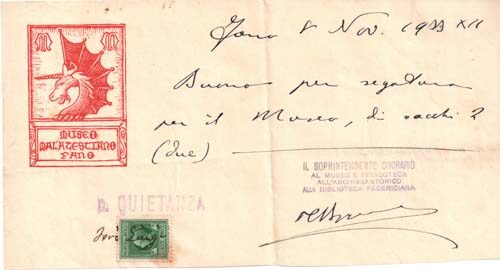 M M
MUSEO
MALATESTIANO
FANO
Fano 8 Nov. 1933 XII
Buono per segatura
per il Museo, di sacchi 2
(due)
IL SOPRINTENDENTE ONORARIO
AL MUSEO E PINACOTECA
ALL'ARCHIVIO STORICO
ALLA BIBLIOTECA FEDERICIANA
p. QUIETANZA